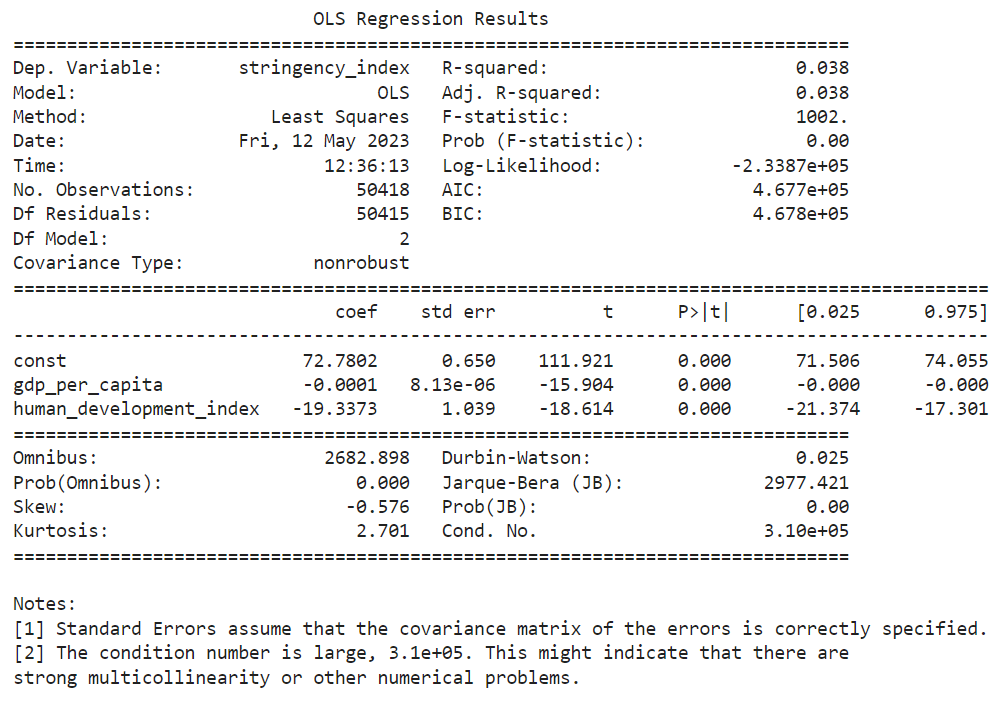 OLS Regression Results
==============================================================================
Dep. Variable:       stringency_index   R-squared:                       0.038
Model:                            OLS   Adj. R-squared:                  0.038
Method:                 Least Squares   F-statistic:                     1002.
Date:                Fri, 12 May 2023   Prob (F-statistic):               0.00
Time:                        12:36:13   Log-Likelihood:            -2.3387e+05
No. Observations:               50418   AIC:                         4.677e+05
Df Residuals:                   50415   BIC:                         4.678e+05
Df Model:                           2
Covariance Type:            nonrobust
===========================================================================================
                              coef    std err          t      P>|t|      [0.025      0.975]
-------------------------------------------------------------------------------------------
const                      72.7802      0.650    111.921      0.000      71.506      74.055
gdp_per_capita             -0.0001   8.13e-06    -15.904      0.000      -0.000      -0.000
human_development_index   -19.3373      1.039    -18.614      0.000     -21.374     -17.301
==============================================================================
Omnibus:                     2682.898   Durbin-Watson:                   0.025
Prob(Omnibus):                  0.000   Jarque-Bera (JB):             2977.421
Skew:                          -0.576   Prob(JB):                         0.00
Kurtosis:                       2.701   Cond. No.                     3.10e+05
==============================================================================

Notes:
[1] Standard Errors assume that the covariance matrix of the errors is correctly specified.
[2] The condition number is large, 3.1e+05. This might indicate that there are
strong multicollinearity or other numerical problems.